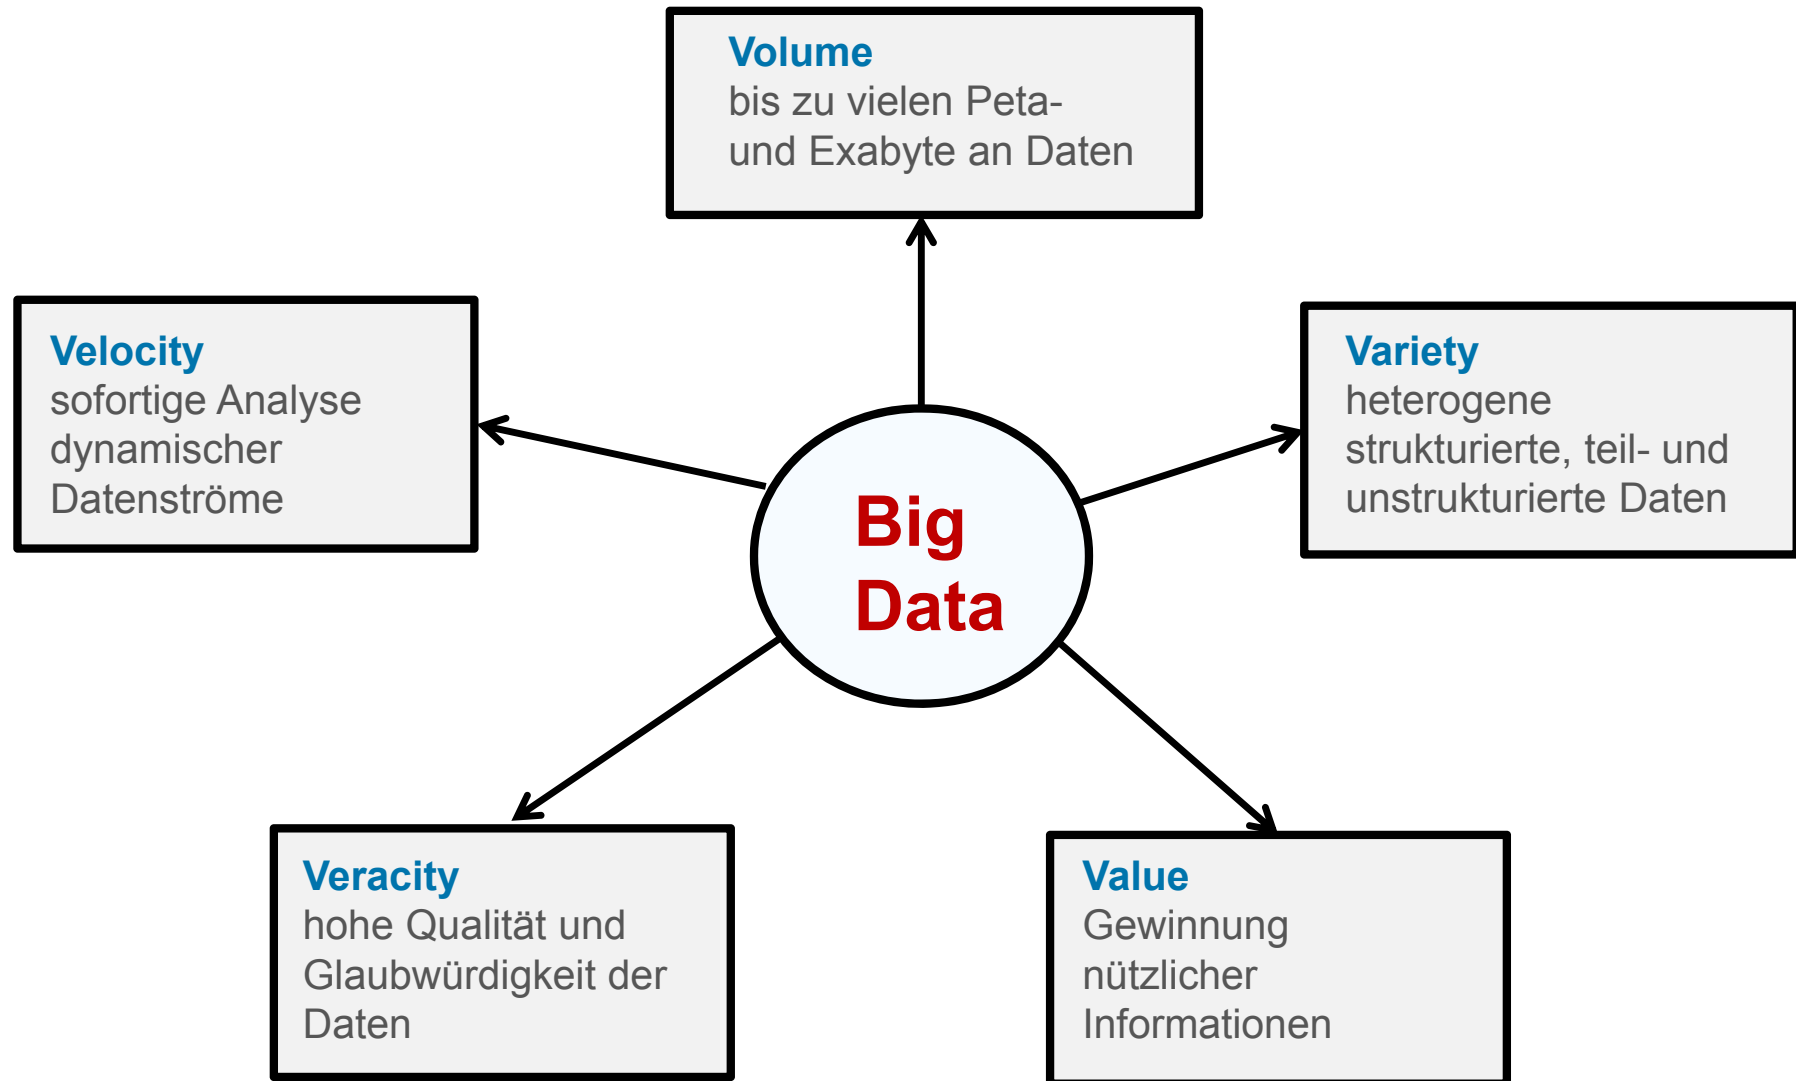 Volume
bis zu vielen Peta-
und Exabyte an Daten
Velocity
sofortige Analyse
dynamischer
Datenströme
Variety
heterogene
strukturierte, teil- und
unstrukturierte Daten
Big
Data
Veracity
hohe Qualität und
Glaubwürdigkeit der
Daten
Value
Gewinnung
nützlicher
Informationen